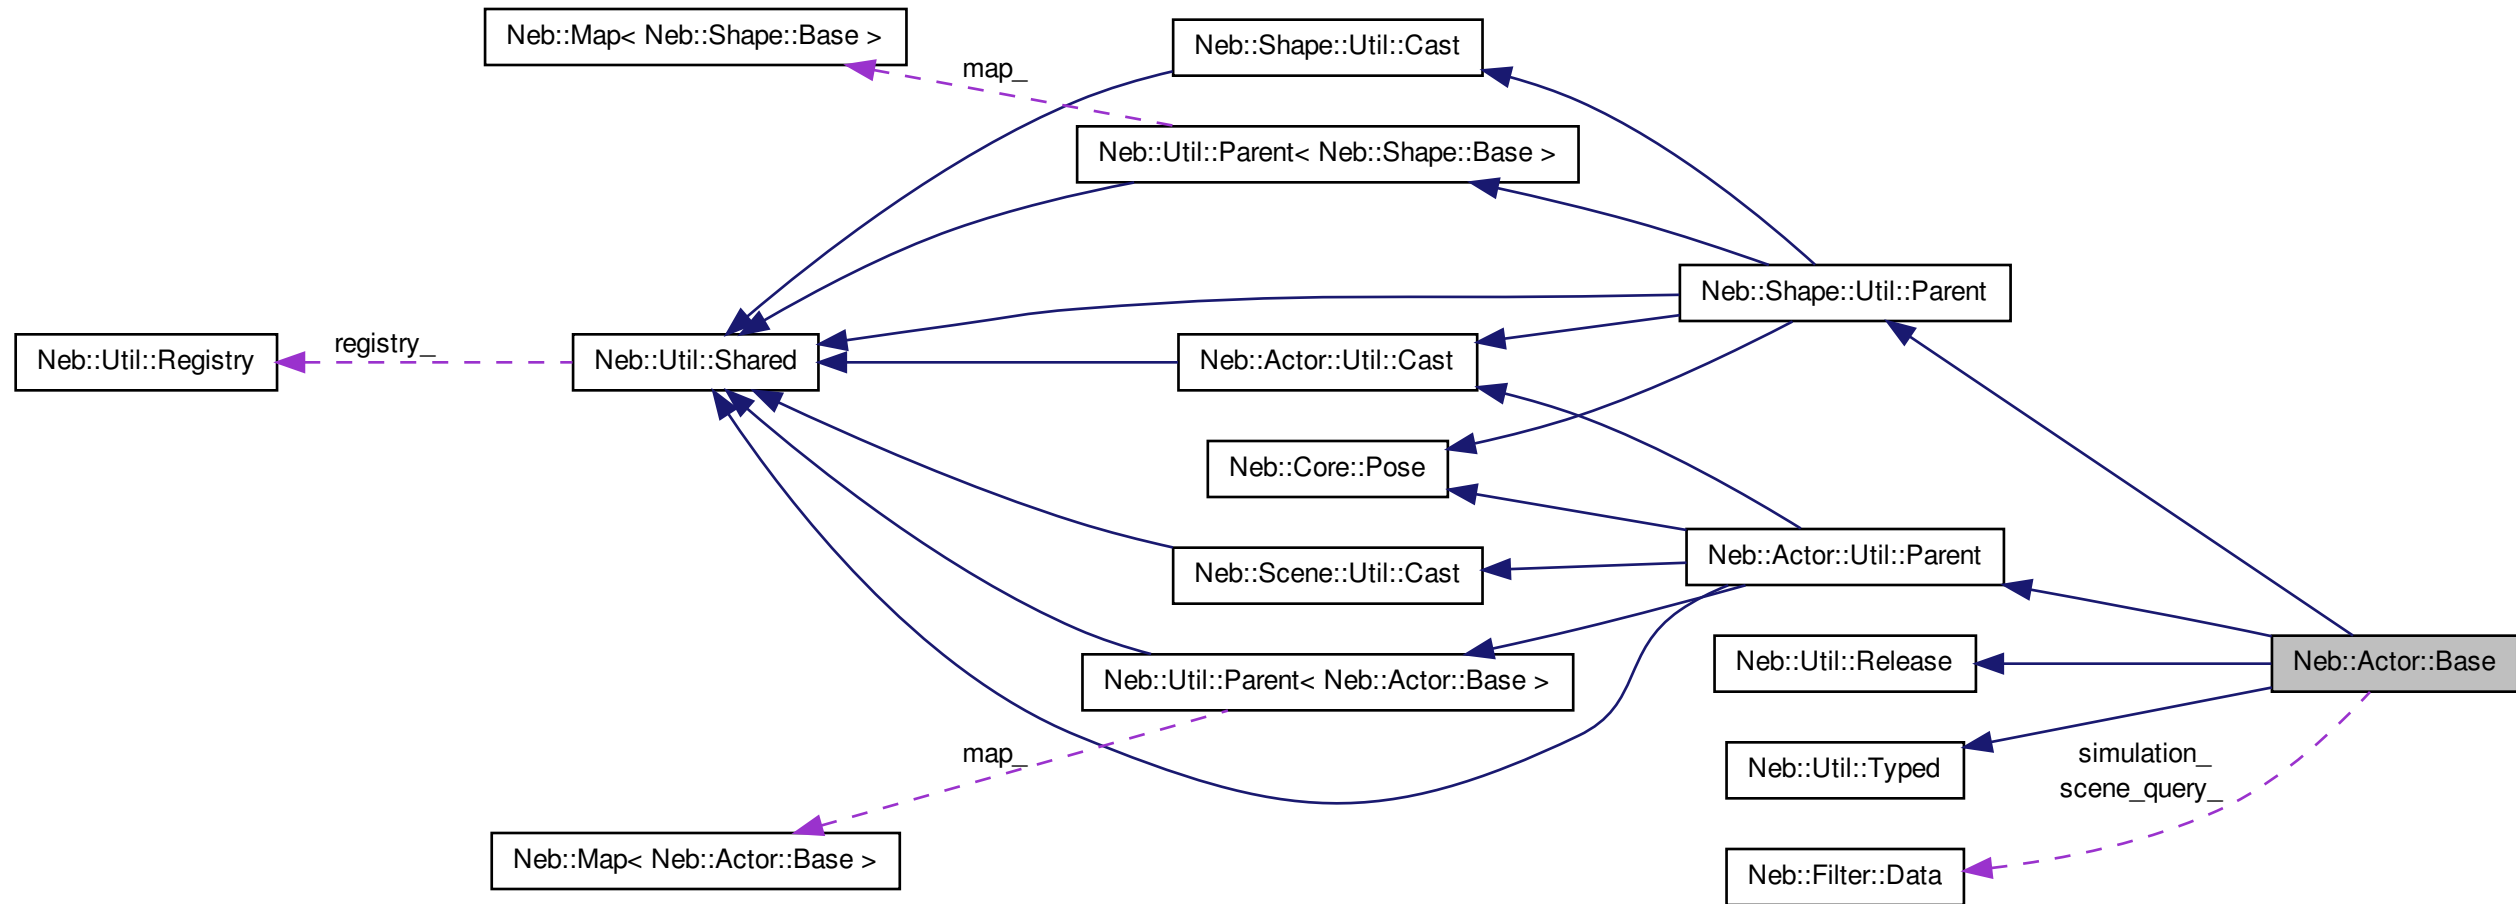 Neb::Map< Neb::Shape::Base >
Neb::Shape::Util::Cast
map_
Neb::Util::Parent< Neb::Shape::Base >
Neb::Shape::Util::Parent
registry_
Neb::Util::Registry
Neb::Util::Shared
Neb::Actor::Util::Cast
Neb::Core::Pose
Neb::Actor::Util::Parent
Neb::Scene::Util::Cast
Neb::Util::Release
Neb::Actor::Base
Neb::Util::Parent< Neb::Actor::Base >
map_
simulation_
scene_query_
Neb::Util::Typed
Neb::Map< Neb::Actor::Base >
Neb::Filter::Data